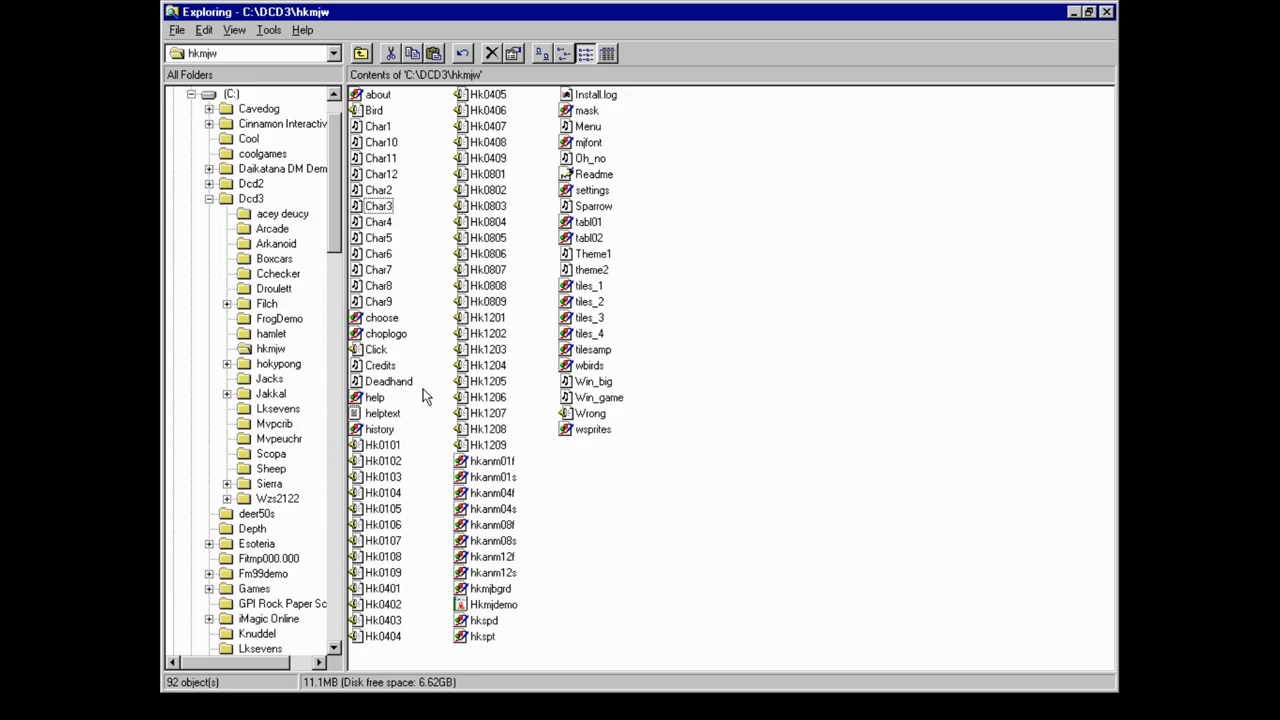 Exploring - C:\DCD3\hkmjw
File Edit View Tools Help
hkmjw
All Folders
Contents of 'C:\DCD3\hkmjw'
(C:)
Cavedog
Cinnamon Interactiv
Cool
coolgames
Daikatana DM Dem
Dcd2
Dcd3
acey deucy
Arcade
Arkanoid
Boxcars
Cchecker
Droulett
Filch
FrogDemo
hamlet
hkmjw
hokypong
Jacks
Jakkal
Lksevens
Mvpcrib
Mvpeuchr
Scopa
Sheep
Sierra
Wzs2122
deer50s
Depth
Esoteria
Fitmp000.000
Fm99demo
Games
GPI Rock Paper Sc
iMagic Online
Knuddel
Lksevens
about
Bird
Char1
Char10
Char11
Char12
Char2
Char3
Char4
Char5
Char6
Char7
Char8
Char9
choose
choplogo
Click
Credits
Deadhand
help
helptext
history
Hk0101
Hk0102
Hk0103
Hk0104
Hk0105
Hk0106
Hk0107
Hk0108
Hk0109
Hk0401
Hk0402
Hk0403
Hk0404
Hk0405
Hk0406
Hk0407
Hk0408
Hk0409
Hk0801
Hk0802
Hk0803
Hk0804
Hk0805
Hk0806
Hk0807
Hk0808
Hk0809
Hk1201
Hk1202
Hk1203
Hk1204
Hk1205
Hk1206
Hk1207
Hk1208
Hk1209
hkanm01f
hkanm01s
hkanm04f
hkanm04s
hkanm08f
hkanm08s
hkanm12f
hkanm12s
hkmjbgrd
Hkmjdemo
hkspd
hkspt
Install.log
mask
Menu
mjfont
Oh_no
Readme
settings
Sparrow
tabl01
tabl02
Theme1
theme2
tiles_1
tiles_2
tiles_3
tiles_4
tilesamp
wbirds
Win_big
Win_game
Wrong
wsprites
92 object(s)
11.1MB (Disk free space: 6.62GB)